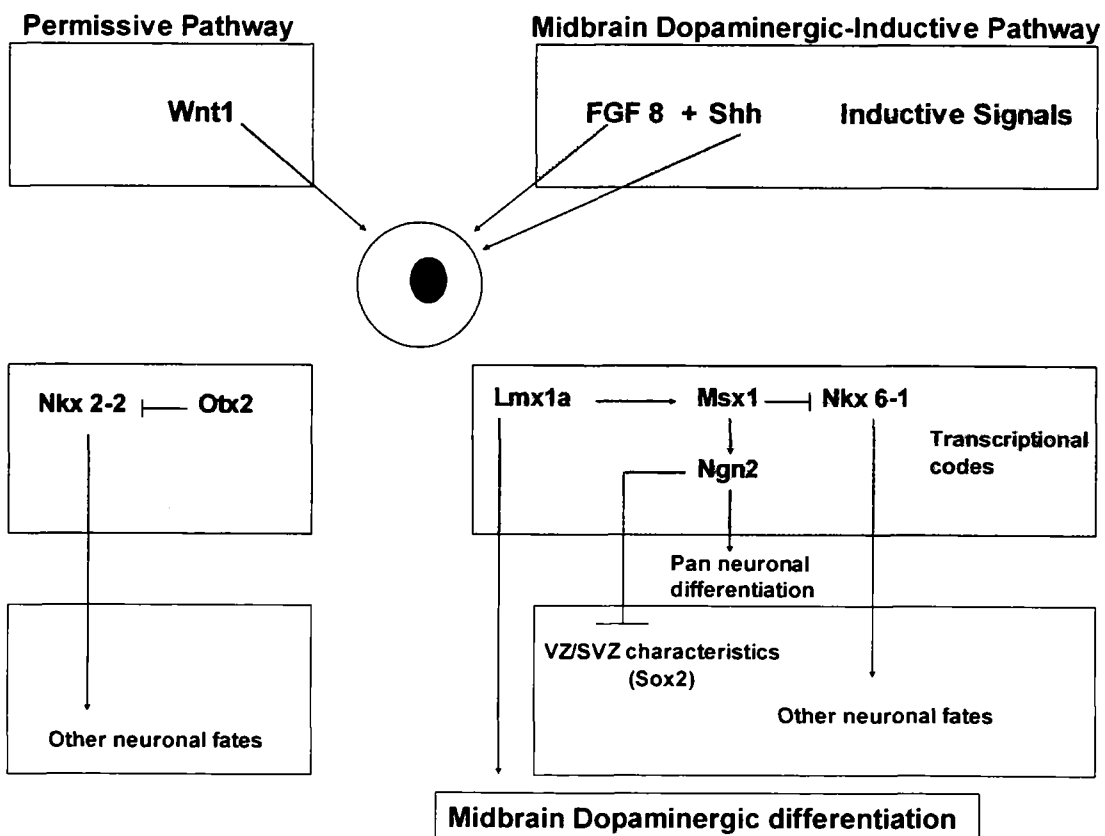 Permissive Pathway
Midbrain Dopaminergic-Inductive Pathway
Wnt1
FGF 8 + Shh
Inductive Signals
Nkx 2-2
Otx2
Lmx1a
Msx1
Nkx 6-1
Transcriptional
codes
Ngn2
Pan neuronal
differentiation
VZ/SVZ characteristics
(Sox2)
Other neuronal fates
Other neuronal fates
Midbrain Dopaminergic differentiation